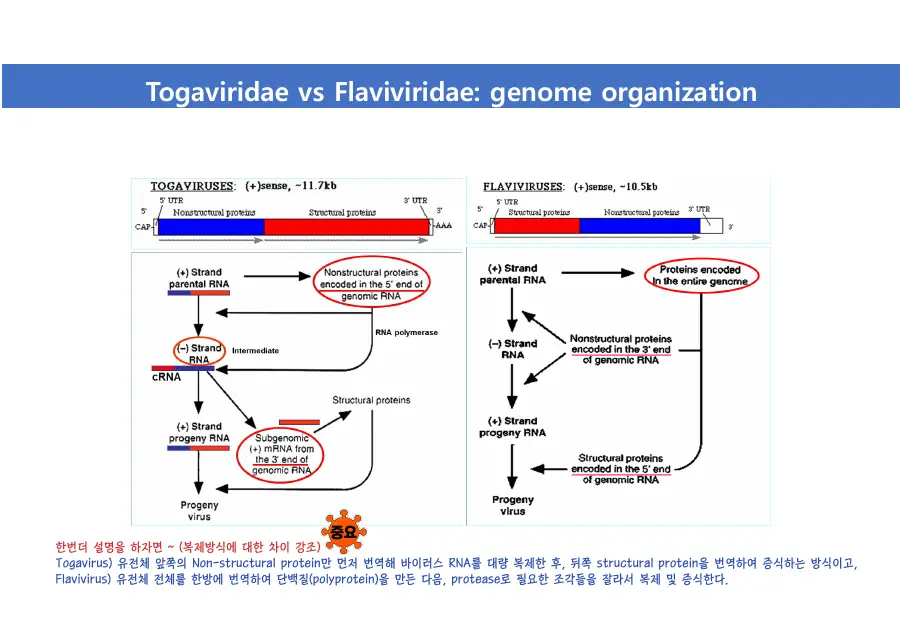 Togaviridae vs Flaviviridae: genome organization
TOGAVIRUSES: (+)sense, ~11.7kb
5' UTR
3' UTR
5'
Nonstructural proteins
Structural proteins
3'
CAP-
-AAA
FLAVIVIRUSES: (+)sense, ~10.5kb
5' UTR
3' UTR
5'
Structural proteins
Nonstructural proteins
CAP-
3'
(+) Strand
parental RNA
Nonstructural proteins
encoded in the 5' end of
genomic RNA
RNA polymerase
(−) Strand
RNA
Intermediate
cRNA
Structural proteins
(+) Strand
progeny RNA
Subgenomic
(+) mRNA from
the 3' end of
genomic RNA
Progeny
virus
(+) Strand
parental RNA
Proteins encoded
in the entire genome
(−) Strand
RNA
Nonstructural proteins
encoded in the 3' end
of genomic RNA
(+) Strand
progeny RNA
Structural proteins
encoded in the 5' end
of genomic RNA
Progeny
virus
중요
한번더 설명을 하자면 ~ (복제방식에 대한 차이 강조)
Togavirus) 유전체 앞쪽의 Non-structural protein만 먼저 번역해 바이러스 RNA를 대량 복제한 후, 뒤쪽 structural protein을 번역하여 증식하는 방식이고,
Flavivirus) 유전체 전체를 한방에 번역하여 단백질(polyprotein)을 만든 다음, protease로 필요한 조각들을 잘라서 복제 및 증식한다.